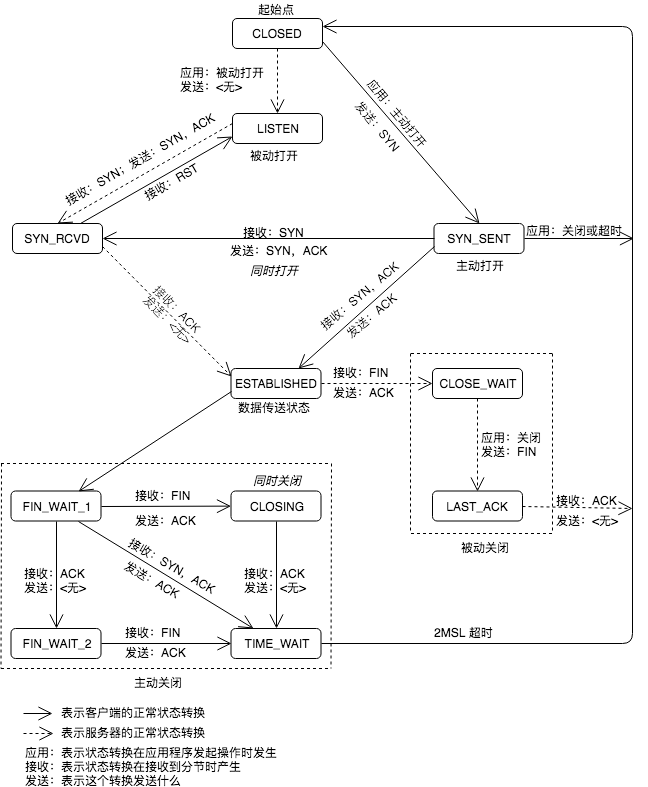 起始点
CLOSED
应用：被动打开
发送：<无>
应用：主动打开
发送：SYN
LISTEN
被动打开
接收：SYN；发送：SYN，ACK
接收：RST
SYN_RCVD
接收：SYN
发送：SYN，ACK
同时打开
SYN_SENT
主动打开
应用：关闭或超时
接收：ACK
发送：<无>
接收：SYN，ACK
发送：ACK
ESTABLISHED
数据传送状态
接收：FIN
发送：ACK
CLOSE_WAIT
应用：关闭
发送：FIN
LAST_ACK
接收：ACK
发送：<无>
被动关闭
同时关闭
FIN_WAIT_1
接收：FIN
发送：ACK
CLOSING
接收：ACK
发送：<无>
接收：SYN，ACK
发送：ACK
接收：ACK
发送：<无>
FIN_WAIT_2
接收：FIN
发送：ACK
TIME_WAIT
2MSL 超时
主动关闭
表示客户端的正常状态转换
表示服务器的正常状态转换
应用：表示状态转换在应用程序发起操作时发生
接收：表示状态转换在接收到分节时产生
发送：表示这个转换发送什么